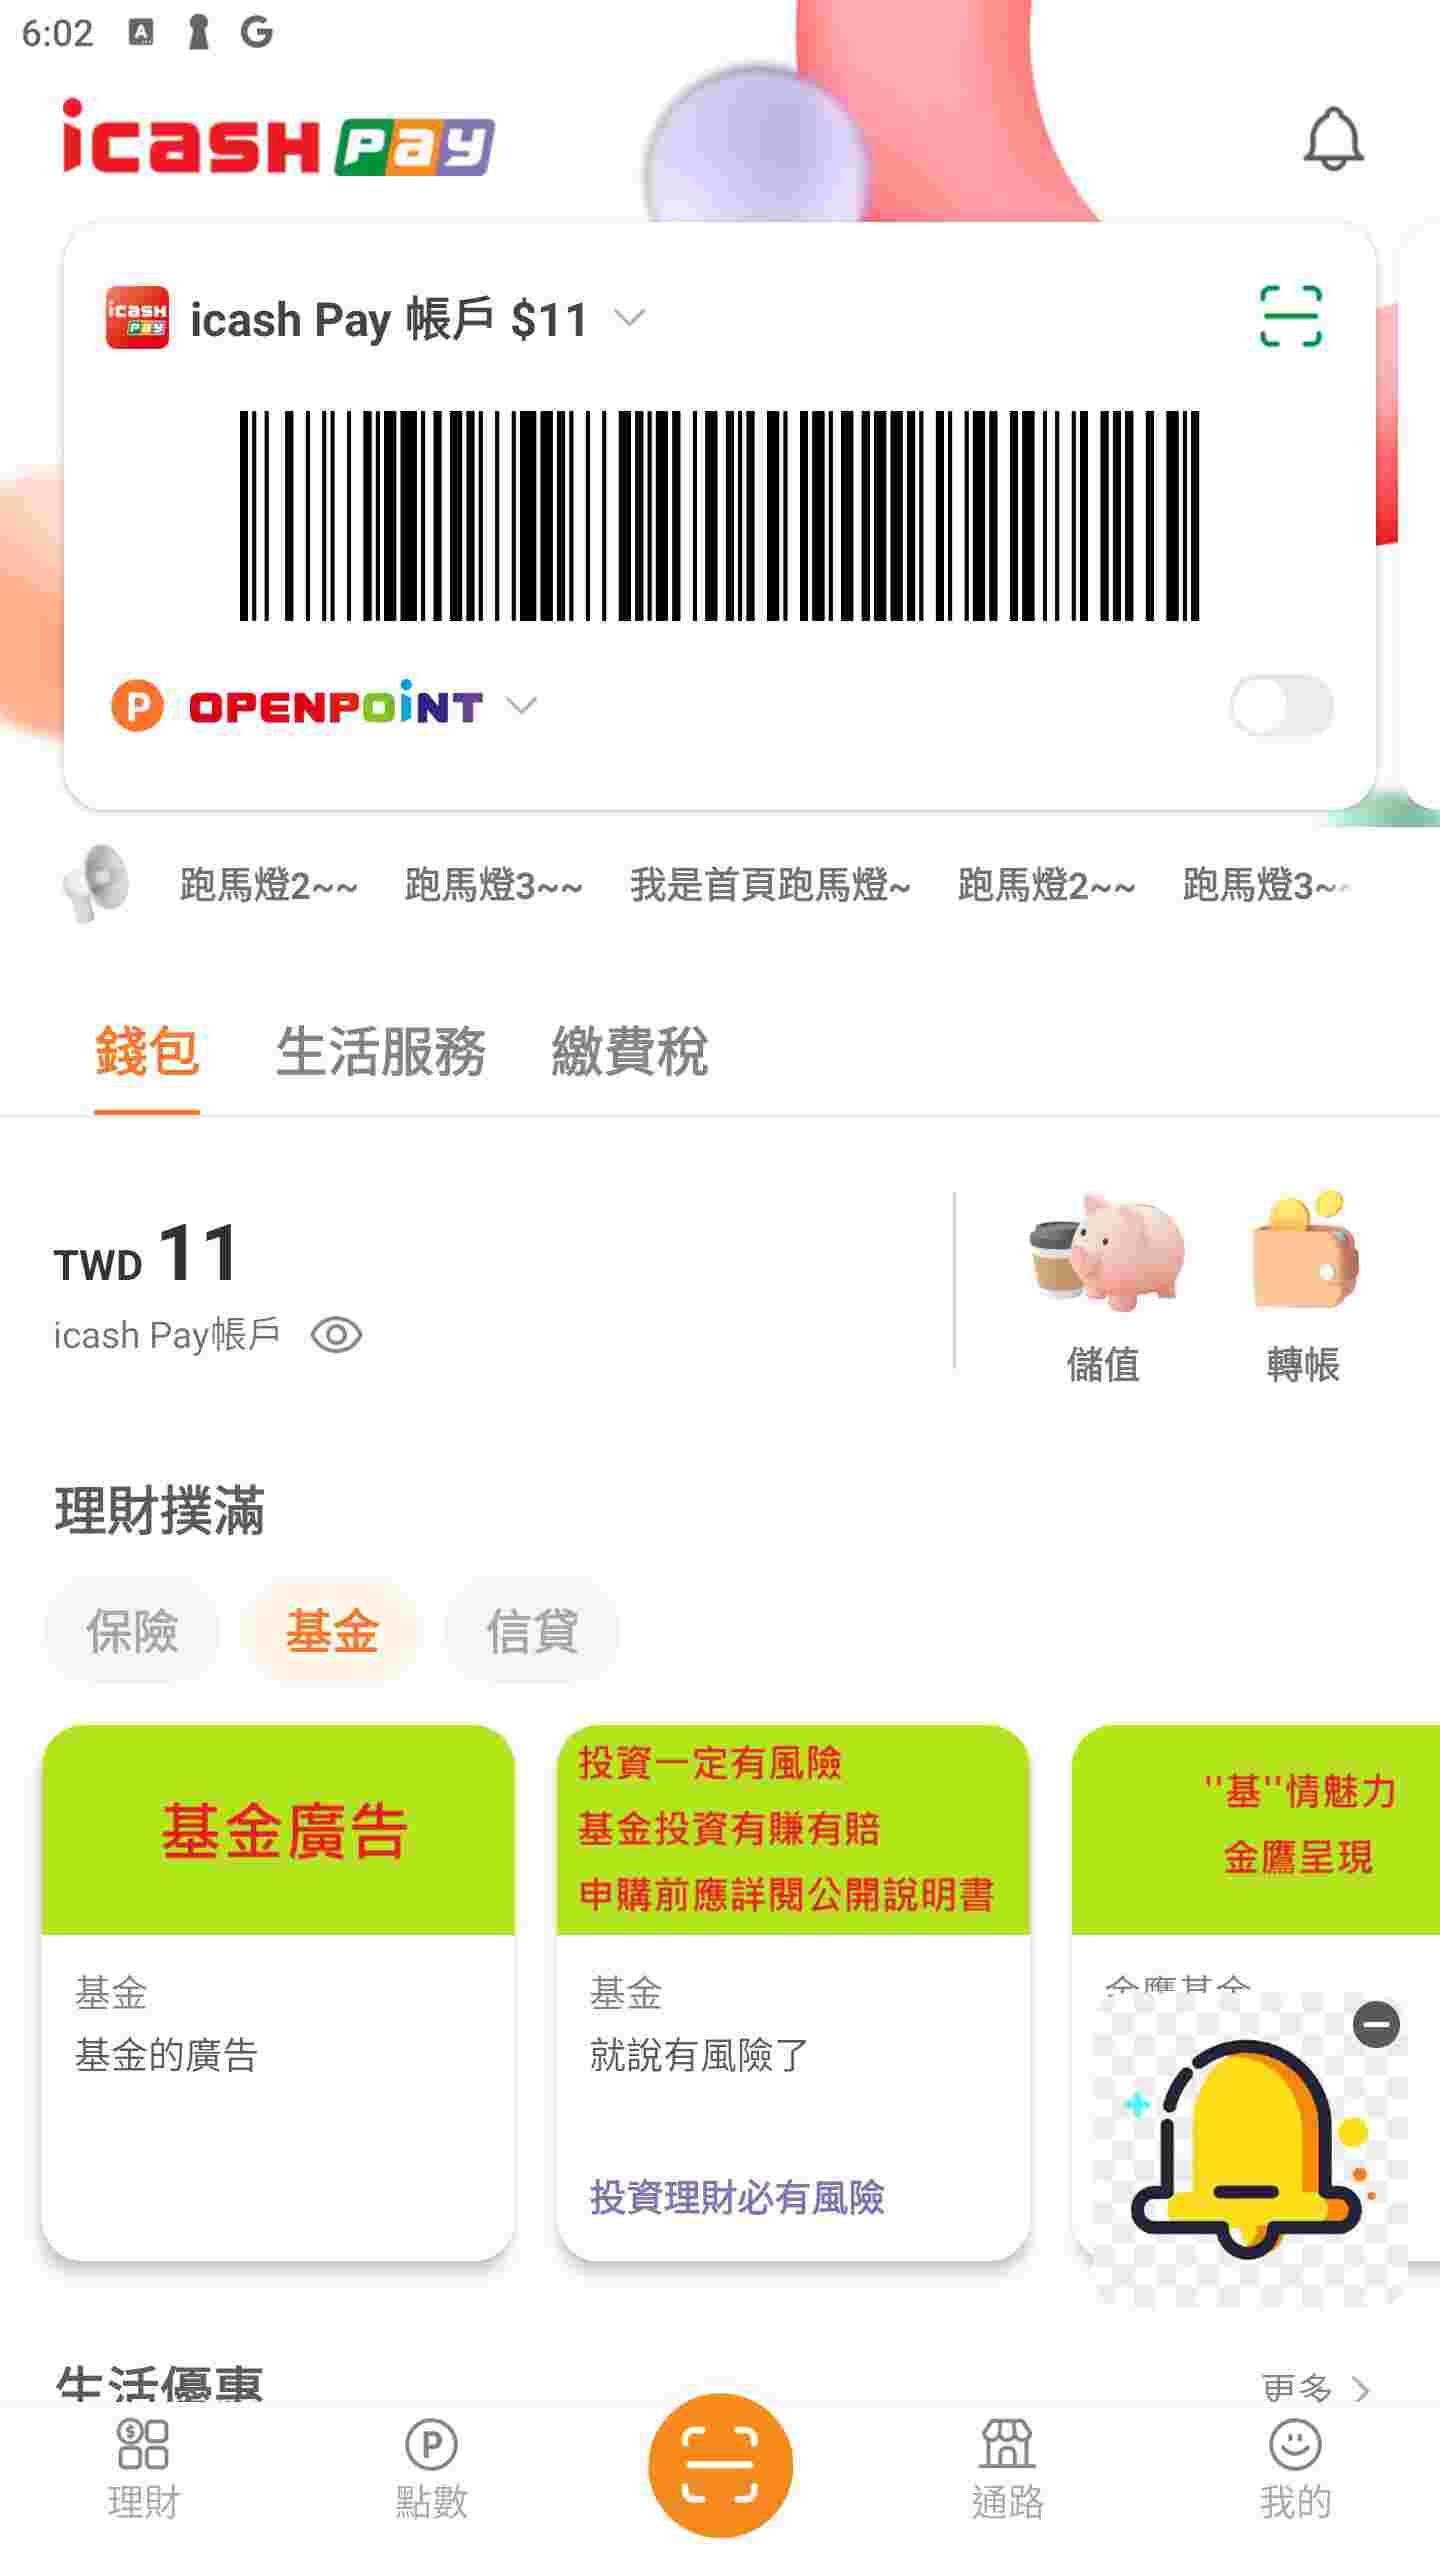 6:02
icash Pay
icash Pay 帳戶 $11
OPENPOINT
跑馬燈2~~ 跑馬燈3~~ 我是首頁跑馬燈~ 跑馬燈2~~ 跑馬燈3~~
錢包 生活服務 繳費稅
TWD 11
icash Pay帳戶
儲值 轉帳
理財撲滿
保險 基金 信貸
基金廣告
基金
基金的廣告
投資一定有風險
基金投資有賺有賠
申購前應詳閱公開說明書
基金
就說有風險了
投資理財必有風險
"基"情魅力
金鷹呈現
金鷹基金
生活優惠 更多
理財 點數 通路 我的